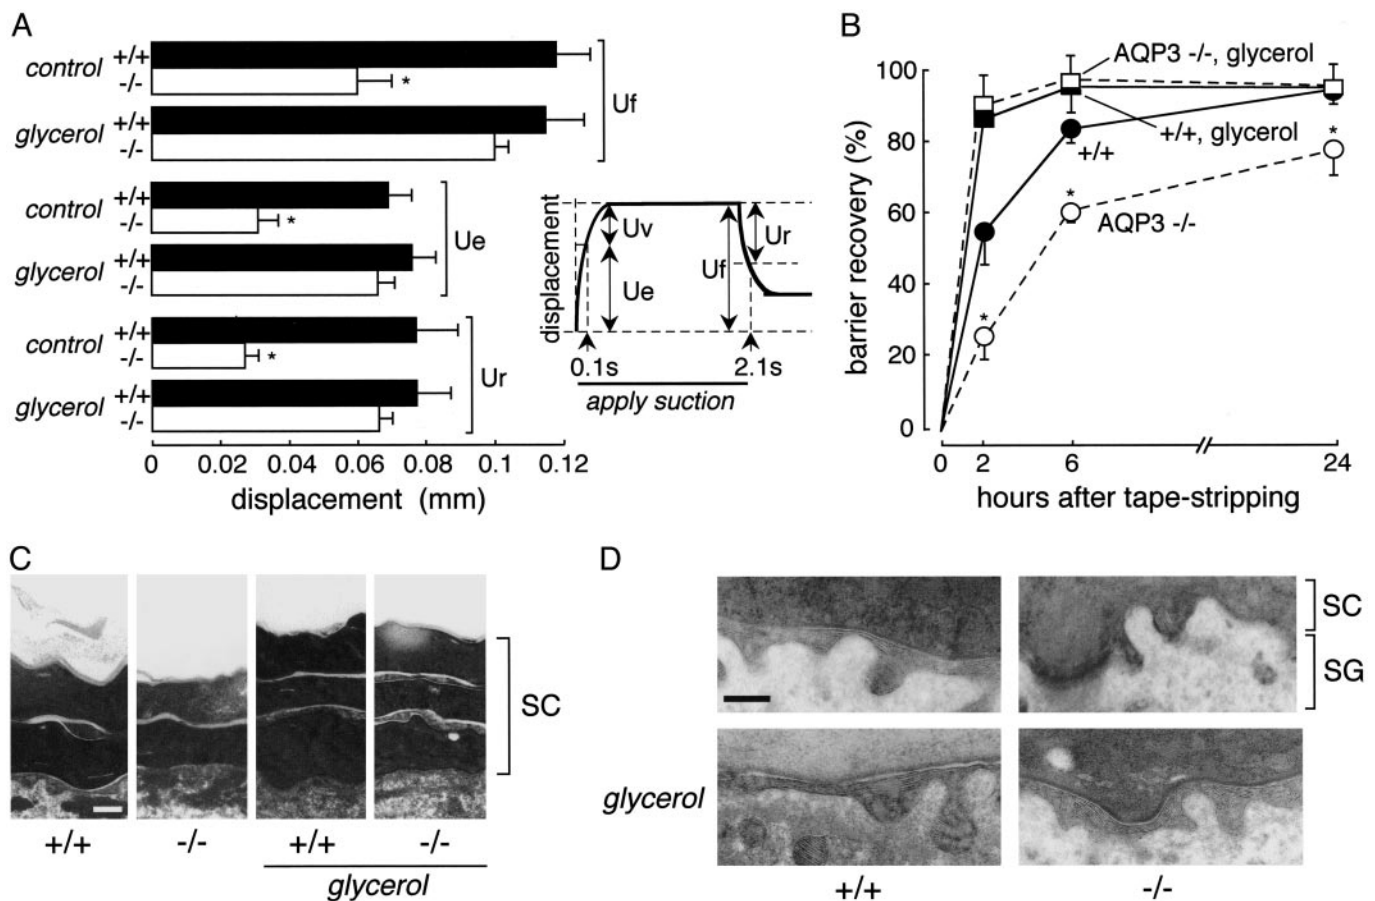 A
control +/+
-/-
*
glycerol +/+
-/-
Uf
control +/+
-/-
*
glycerol +/+
-/-
Ue
control +/+
-/-
*
glycerol +/+
-/-
Ur
0 0.02 0.04 0.06 0.08 0.1 0.12
displacement (mm)
displacement
Uv
Ue
Uf
Ur
0.1s 2.1s
apply suction
B
barrier recovery (%)
100
80
60
40
20
0
AQP3 -/-, glycerol
+/+, glycerol
+/+
AQP3 -/-
*
*
*
0 2 6 24
hours after tape-stripping
C
SC
+/+ -/- +/+ -/-
glycerol
D
SC
SG
glycerol
+/+ -/-